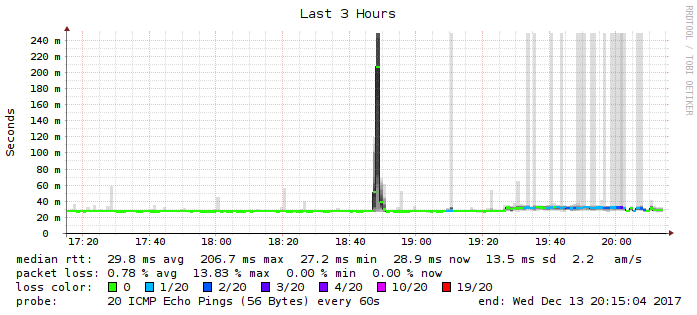 Last 3 Hours
RRDTOOL / TOBI OETIKER
Seconds
240 m
220 m
200 m
180 m
160 m
140 m
120 m
100 m
80 m
60 m
40 m
20 m
0
17:20 17:40 18:00 18:20 18:40 19:00 19:20 19:40 20:00
median rtt: 29.8 ms avg 206.7 ms max 27.2 ms min 28.9 ms now 13.5 ms sd 2.2 am/s
packet loss: 0.78 % avg 13.83 % max 0.00 % min 0.00 % now
loss color: 0 1/20 2/20 3/20 4/20 10/20 19/20
probe: 20 ICMP Echo Pings (56 Bytes) every 60s end: Wed Dec 13 20:15:04 2017